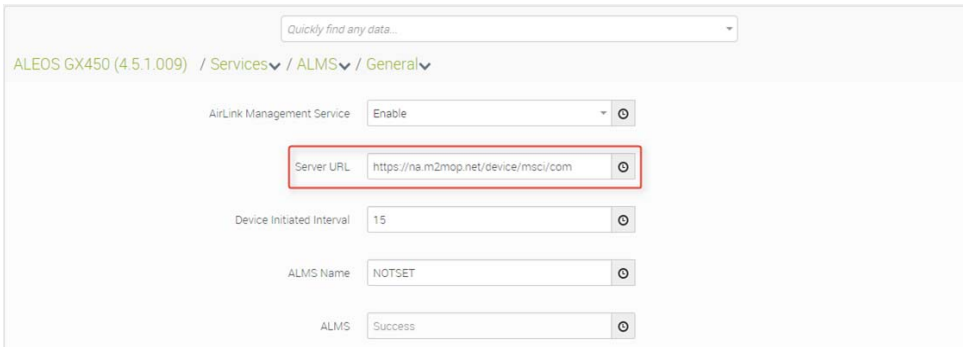 Quickly find any data...
ALEOS GX450 (4.5.1.009) / Services / ALMS / General
AirLink Management Service Enable
Server URL https://na.m2mop.net/device/msci/com
Device Initiated Interval 15
ALMS Name NOTSET
ALMS Success